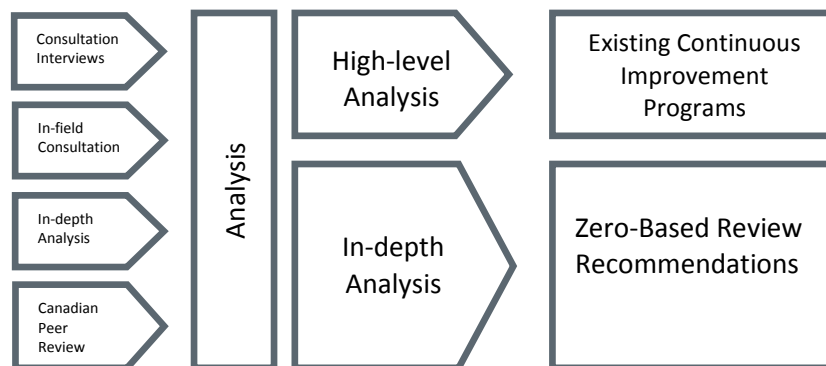 Consultation
Interviews
In-field
Consultation
In-depth
Analysis
Canadian
Peer
Review
Analysis
High-level
Analysis
In-depth
Analysis
Existing Continuous
Improvement
Programs
Zero-Based Review
Recommendations